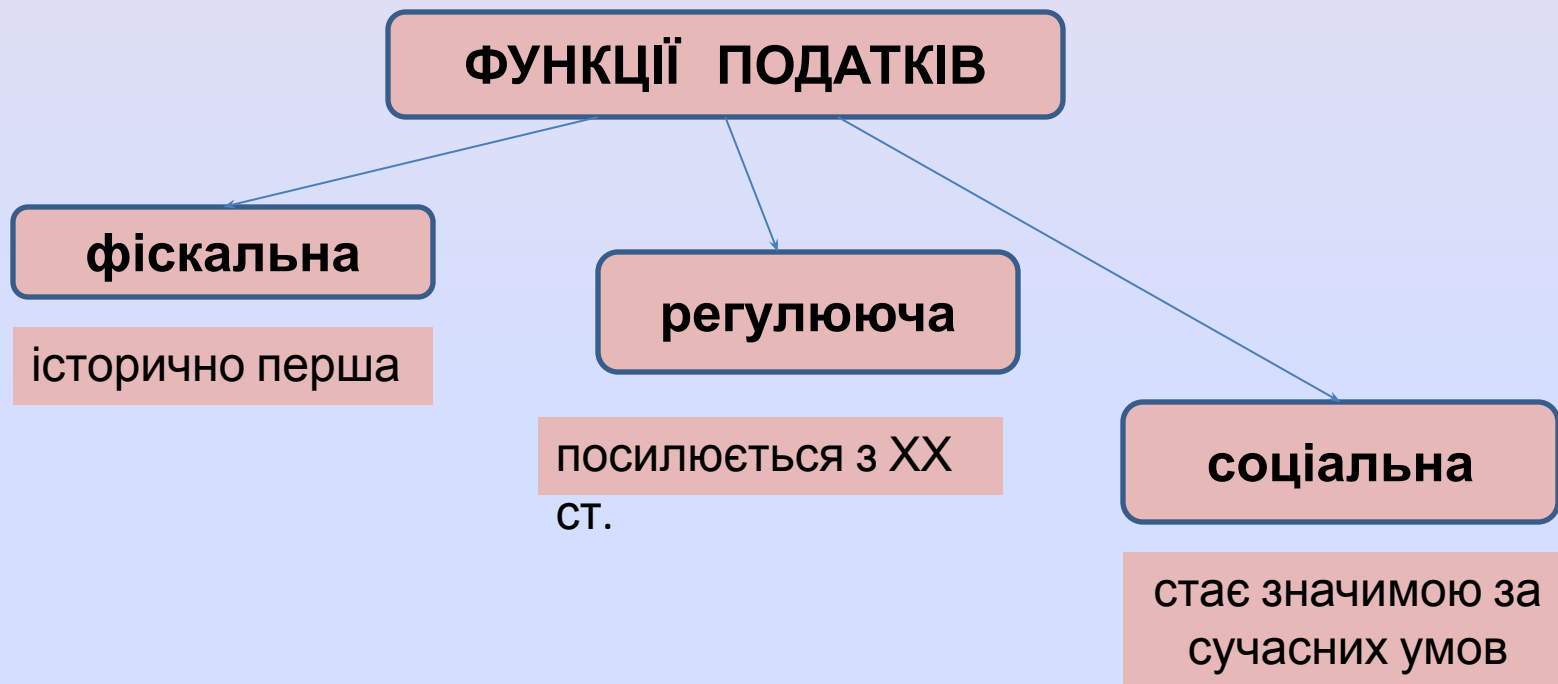 ФУНКЦІЇ ПОДАТКІВ
фіскальна
історично перша
регулююча
посилюється з ХХ
ст.
соціальна
стає значимою за
сучасних умов